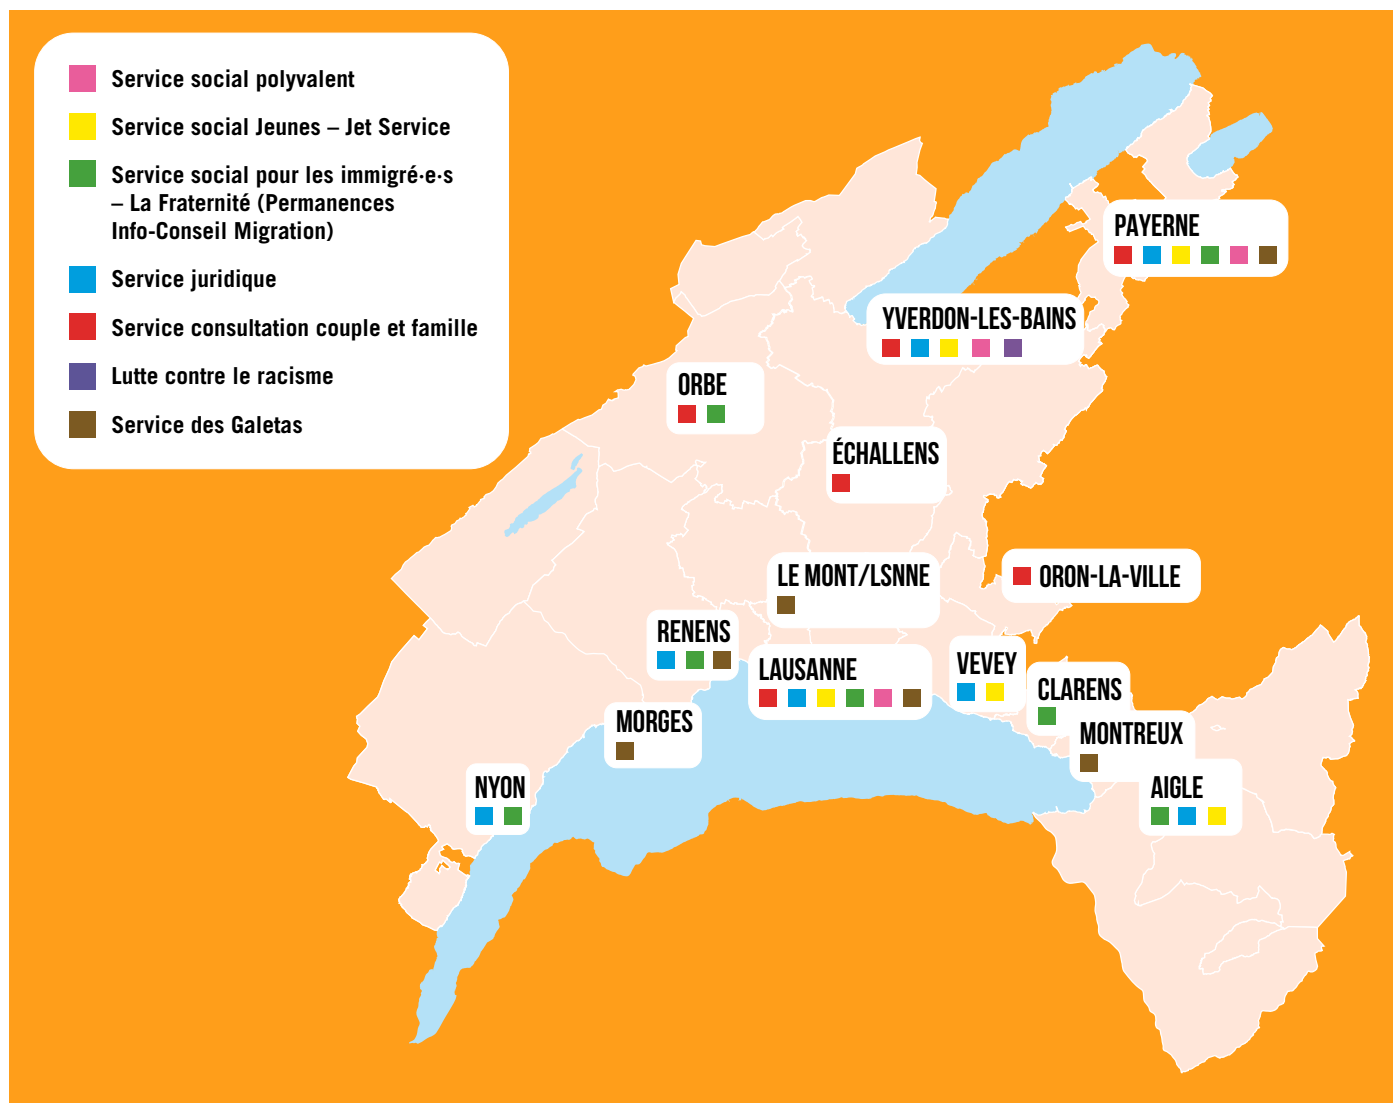 Service social polyvalent
Service social Jeunes – Jet Service
Service social pour les immigré·e·s
– La Fraternité (Permanences
Info-Conseil Migration)
Service juridique
Service consultation couple et famille
Lutte contre le racisme
Service des Galetas
PAYERNE
YVERDON-LES-BAINS
ORBE
ÉCHALLENS
LE MONT/LSNNE
ORON-LA-VILLE
RENENS
LAUSANNE
VEVEY
CLARENS
MORGES
MONTREUX
NYON
AIGLE